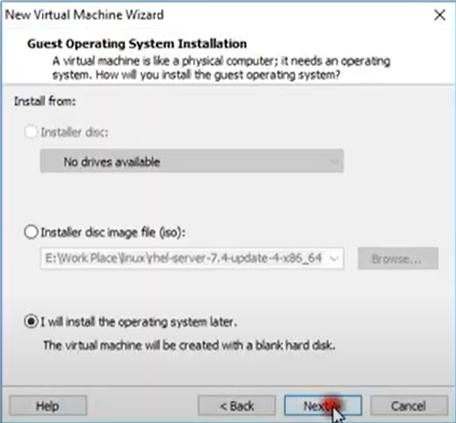 New Virtual Machine Wizard
Guest Operating System Installation
A virtual machine is like a physical computer; it needs an operating
system. How will you install the guest operating system?
Install from:
Installer disc:
No drives available
Installer disc image file (iso):
E:\Work Place\linux\rhel-server-7.4-update-4-x86_64
Browse...
I will install the operating system later.
The virtual machine will be created with a blank hard disk.
Help
< Back
Next
Cancel